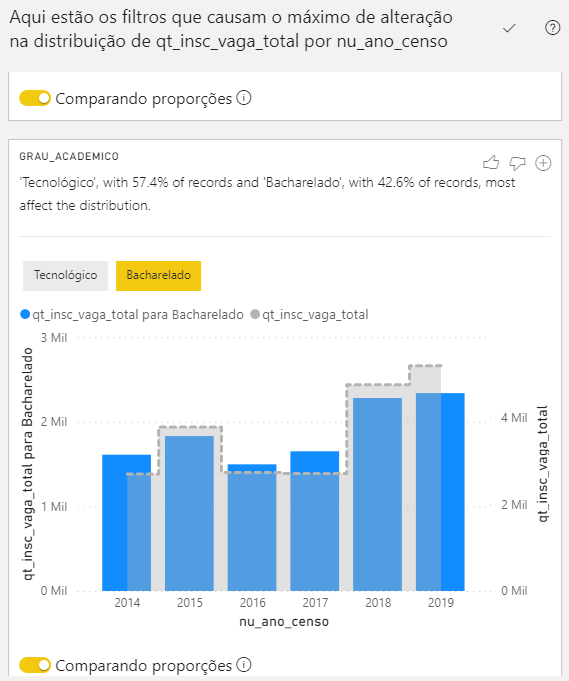 Aqui estão os filtros que causam o máximo de alteração
na distribuição de qt_insc_vaga_total por nu_ano_censo
Comparando proporções
GRAU_ACADEMICO
'Tecnológico', with 57.4% of records and 'Bacharelado', with 42.6% of records, most
affect the distribution.
Tecnológico Bacharelado
qt_insc_vaga_total para Bacharelado qt_insc_vaga_total
qt_insc_vaga_total para Bacharelado
3 Mil
2 Mil
1 Mil
0 Mil
4 Mil
2 Mil
0 Mil
qt_insc_vaga_total
2014 2015 2016 2017 2018 2019
nu_ano_censo
Comparando proporções